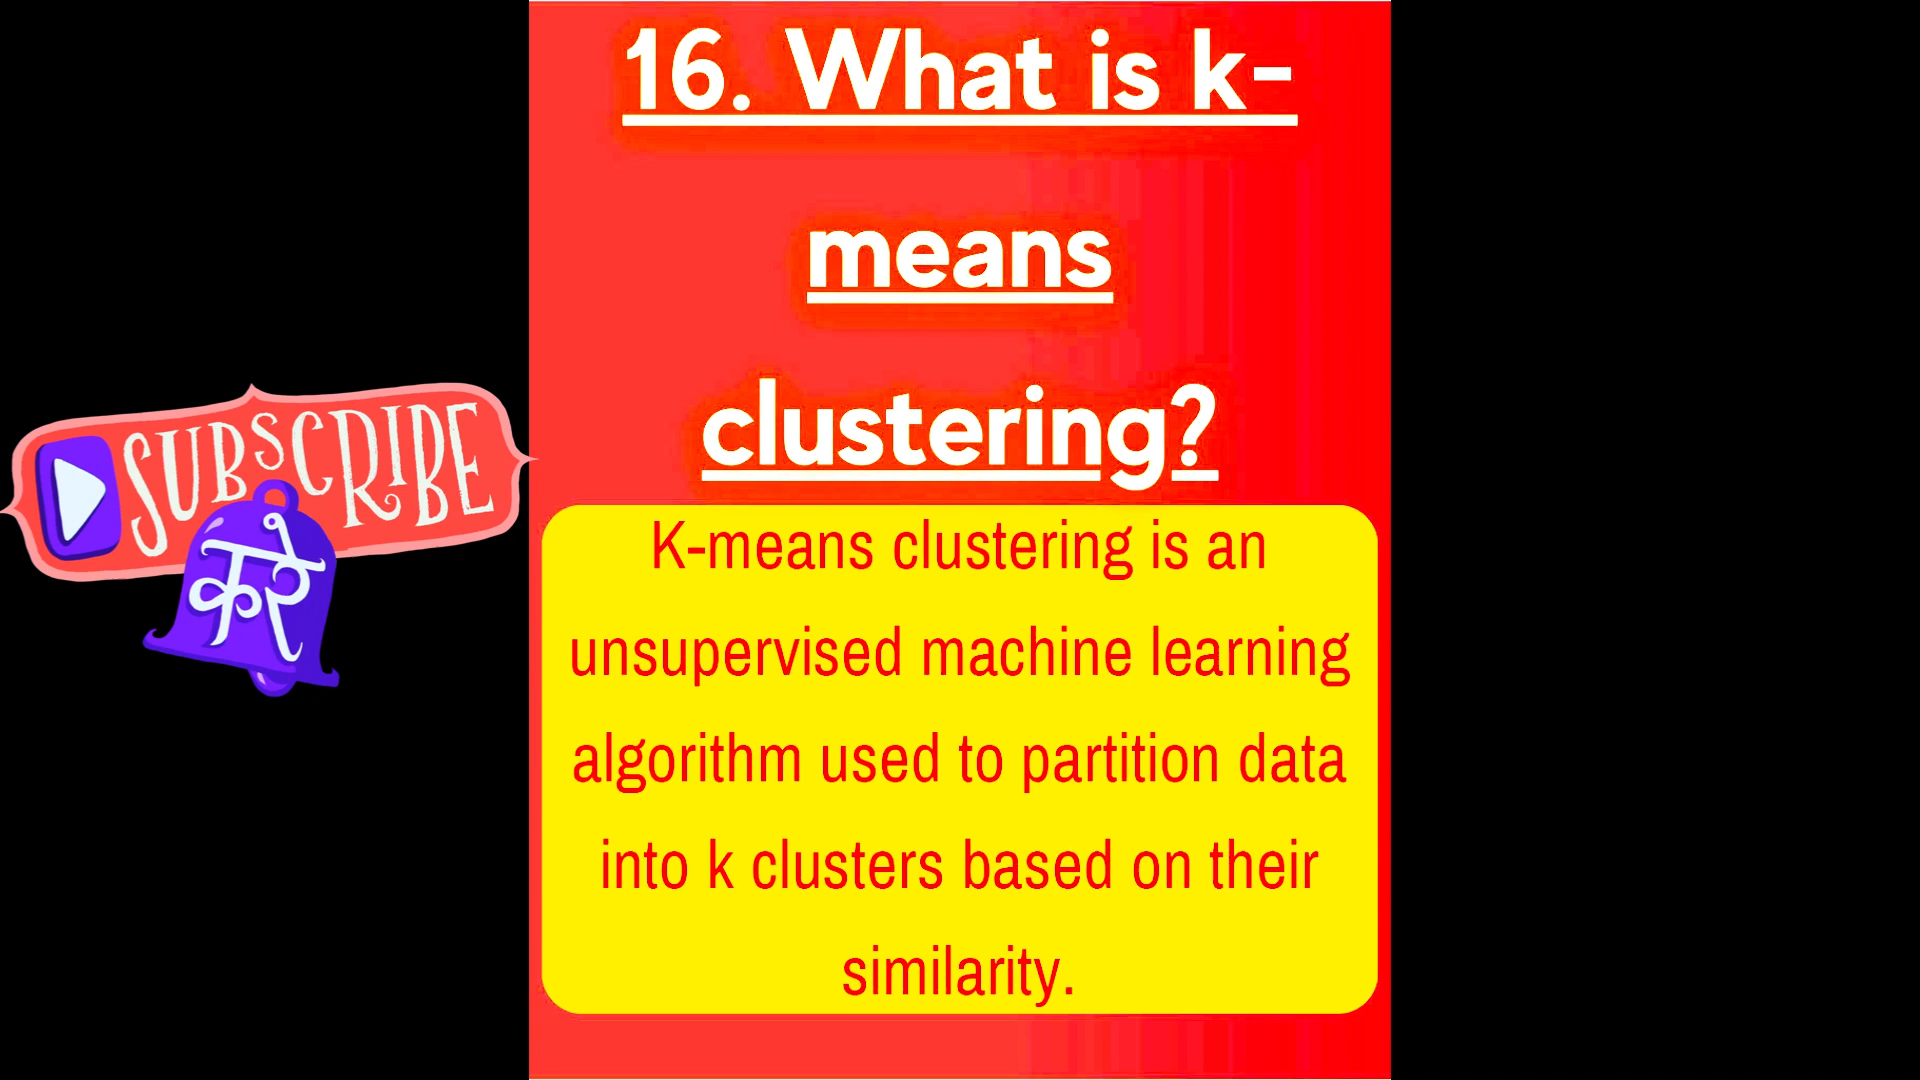 16. What is k-
means
clustering?
SUBSCRIBE
करे
K-means clustering is an
unsupervised machine learning
algorithm used to partition data
into k clusters based on their
similarity.